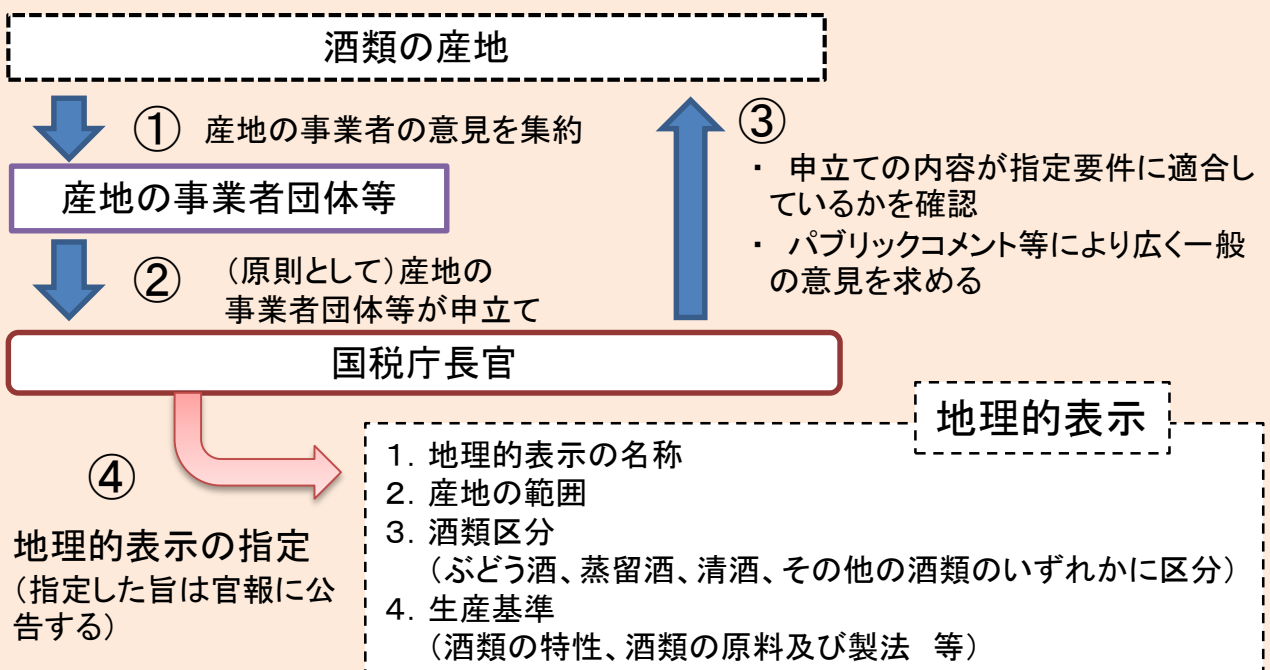 酒類の産地
① 産地の事業者の意見を集約
産地の事業者団体等
② (原則として)産地の
事業者団体等が申立て
③
・ 申立ての内容が指定要件に適合し
ているかを確認
・ パブリックコメント等により広く一般
の意見を求める
国税庁長官
④
地理的表示の指定
(指定した旨は官報に公
告する)
地理的表示
1. 地理的表示の名称
2. 産地の範囲
3. 酒類区分
(ぶどう酒、蒸留酒、清酒、その他の酒類のいずれかに区分)
4. 生産基準
(酒類の特性、酒類の原料及び製法 等)